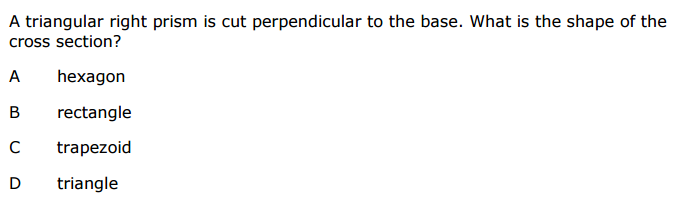 A triangular right prism is cut perpendicular to the base. What is the shape of the
cross section?
A hexagon
B rectangle
C trapezoid
D triangle